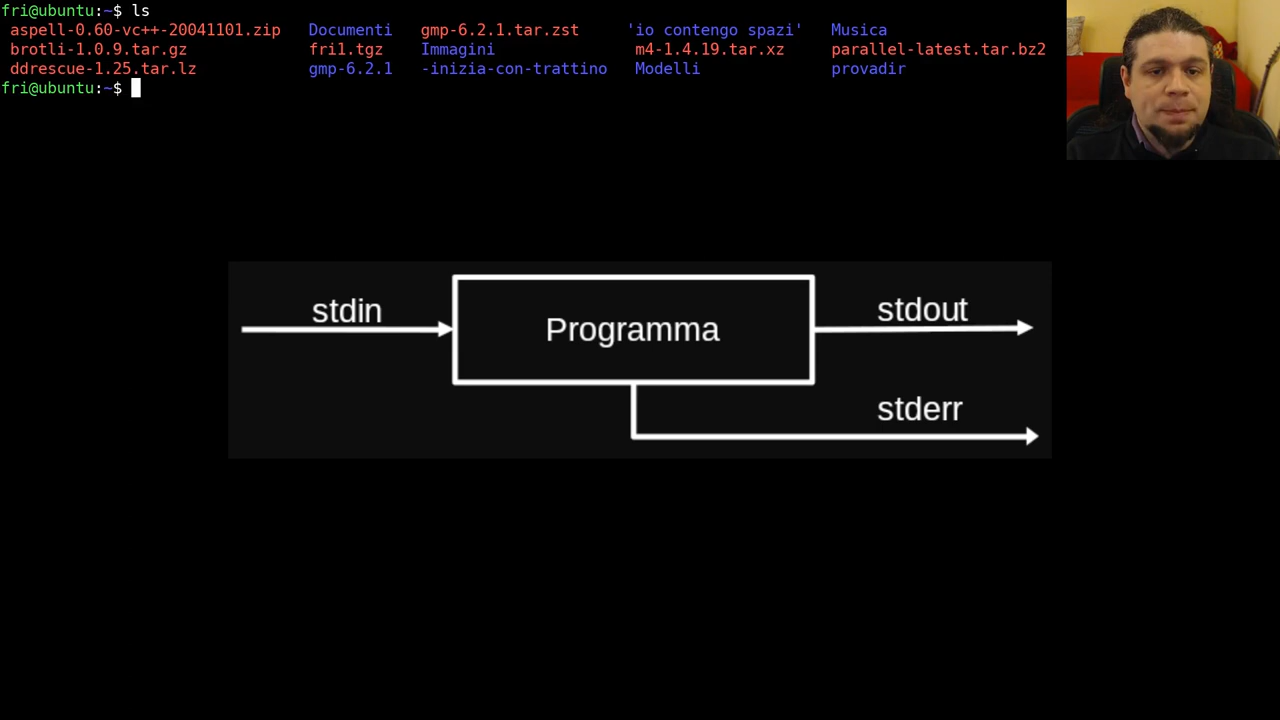 fri@ubuntu:~$ ls
aspell-0.60-vc++-20041101.zip Documenti gmp-6.2.1.tar.zst 'io contengo spazi' Musica
brotli-1.0.9.tar.gz fri1.tgz Immagini m4-1.4.19.tar.xz parallel-latest.tar.bz2
ddrescue-1.25.tar.lz gmp-6.2.1 -inizia-con-trattino Modelli provadir
fri@ubuntu:~$
stdin
Programma
stdout
stderr